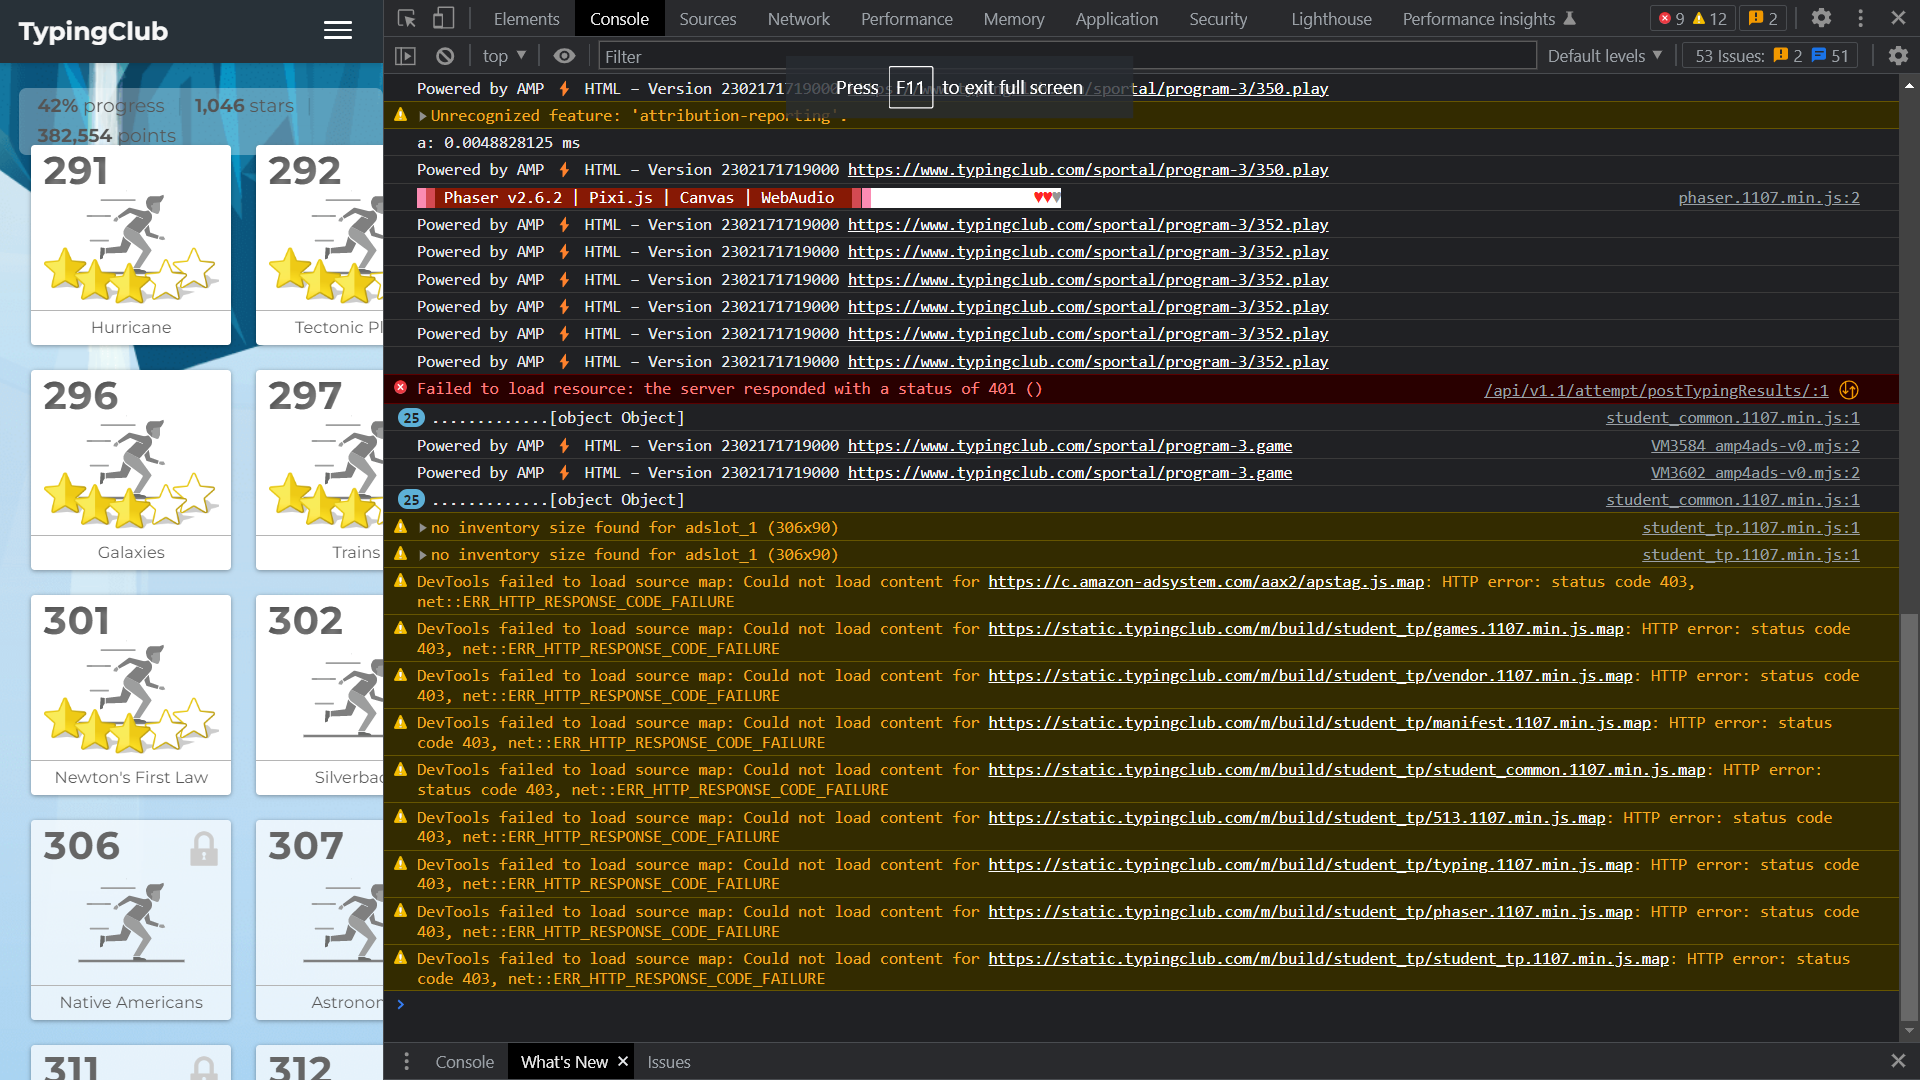 TypingClub
42% progress | 1,046 stars |
382,554 points
291
292
Hurricane
Tectonic Pl
296
297
Galaxies
Trains
301
302
Newton's First Law
Silverbac
306
307
Native Americans
Astronom
311
312
Elements Console Sources Network Performance Memory Application Security Lighthouse Performance insights 9 12 2
top Filter Default levels 53 Issues: 2 51
Press F11 to exit full screen
Powered by AMP ⚡ HTML – Version 2302171719000 https://www.typingclub.com/sportal/program-3/350.play
Unrecognized feature: 'attribution-reporting'.
a: 0.0048828125 ms
Powered by AMP ⚡ HTML – Version 2302171719000 https://www.typingclub.com/sportal/program-3/350.play
Phaser v2.6.2 | Pixi.js | Canvas | WebAudio ♥♥♥ phaser.1107.min.js:2
Powered by AMP ⚡ HTML – Version 2302171719000 https://www.typingclub.com/sportal/program-3/352.play
Powered by AMP ⚡ HTML – Version 2302171719000 https://www.typingclub.com/sportal/program-3/352.play
Powered by AMP ⚡ HTML – Version 2302171719000 https://www.typingclub.com/sportal/program-3/352.play
Powered by AMP ⚡ HTML – Version 2302171719000 https://www.typingclub.com/sportal/program-3/352.play
Powered by AMP ⚡ HTML – Version 2302171719000 https://www.typingclub.com/sportal/program-3/352.play
Powered by AMP ⚡ HTML – Version 2302171719000 https://www.typingclub.com/sportal/program-3/352.play
Failed to load resource: the server responded with a status of 401 () /api/v1.1/attempt/postTypingResults/:1
25 .............[object Object] student_common.1107.min.js:1
Powered by AMP ⚡ HTML – Version 2302171719000 https://www.typingclub.com/sportal/program-3.game VM3584 amp4ads-v0.mjs:2
Powered by AMP ⚡ HTML – Version 2302171719000 https://www.typingclub.com/sportal/program-3.game VM3602 amp4ads-v0.mjs:2
25 .............[object Object] student_common.1107.min.js:1
no inventory size found for adslot_1 (306x90) student_tp.1107.min.js:1
no inventory size found for adslot_1 (306x90) student_tp.1107.min.js:1
DevTools failed to load source map: Could not load content for https://c.amazon-adsystem.com/aax2/apstag.js.map: HTTP error: status code 403,
net::ERR_HTTP_RESPONSE_CODE_FAILURE
DevTools failed to load source map: Could not load content for https://static.typingclub.com/m/build/student_tp/games.1107.min.js.map: HTTP error: status code
403, net::ERR_HTTP_RESPONSE_CODE_FAILURE
DevTools failed to load source map: Could not load content for https://static.typingclub.com/m/build/student_tp/vendor.1107.min.js.map: HTTP error: status code
403, net::ERR_HTTP_RESPONSE_CODE_FAILURE
DevTools failed to load source map: Could not load content for https://static.typingclub.com/m/build/student_tp/manifest.1107.min.js.map: HTTP error: status
code 403, net::ERR_HTTP_RESPONSE_CODE_FAILURE
DevTools failed to load source map: Could not load content for https://static.typingclub.com/m/build/student_tp/student_common.1107.min.js.map: HTTP error:
status code 403, net::ERR_HTTP_RESPONSE_CODE_FAILURE
DevTools failed to load source map: Could not load content for https://static.typingclub.com/m/build/student_tp/513.1107.min.js.map: HTTP error: status code
403, net::ERR_HTTP_RESPONSE_CODE_FAILURE
DevTools failed to load source map: Could not load content for https://static.typingclub.com/m/build/student_tp/typing.1107.min.js.map: HTTP error: status code
403, net::ERR_HTTP_RESPONSE_CODE_FAILURE
DevTools failed to load source map: Could not load content for https://static.typingclub.com/m/build/student_tp/phaser.1107.min.js.map: HTTP error: status code
403, net::ERR_HTTP_RESPONSE_CODE_FAILURE
DevTools failed to load source map: Could not load content for https://static.typingclub.com/m/build/student_tp/student_tp.1107.min.js.map: HTTP error: status
code 403, net::ERR_HTTP_RESPONSE_CODE_FAILURE
Console What's New Issues